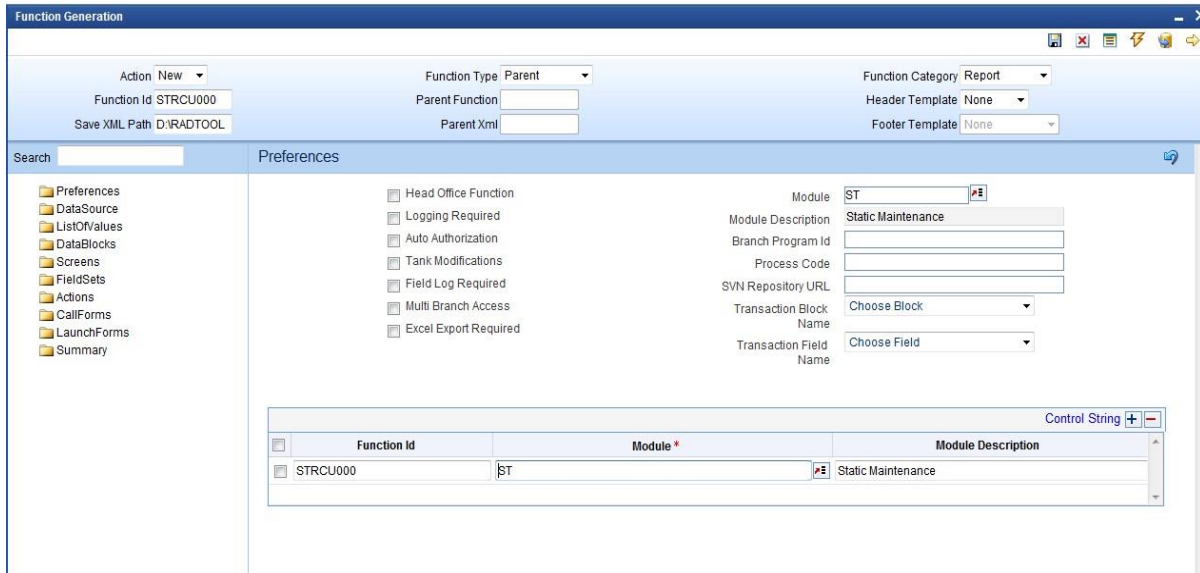 Function Generation
Action New Function Type Parent Function Category Report
Function Id STRCU000 Parent Function Header Template None
Save XML Path D:\RADTOOL Parent Xml Footer Template None
Search Preferences
Preferences
DataSource
ListOfValues
DataBlocks
Screens
FieldSets
Actions
CallForms
LaunchForms
Summary
Head Office Function
Logging Required
Auto Authorization
Tank Modifications
Field Log Required
Multi Branch Access
Excel Export Required
Module ST
Module Description Static Maintenance
Branch Program Id
Process Code
SVN Repository URL
Transaction Block Name Choose Block
Transaction Field Name Choose Field
Control String
Function Id Module * Module Description
STRCU000 ST Static Maintenance